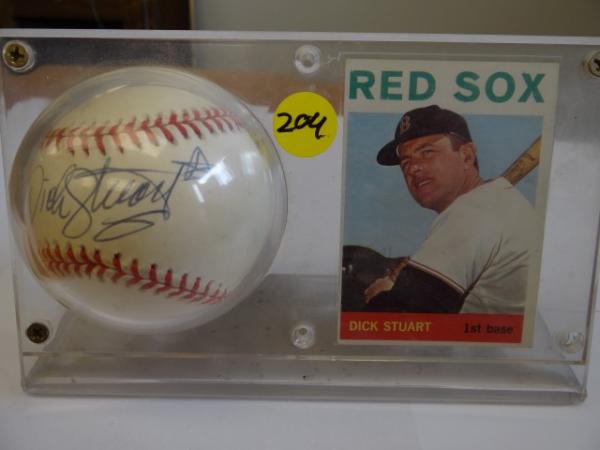 Dick Stuart
204
RED SOX
B
DICK STUART 1st base